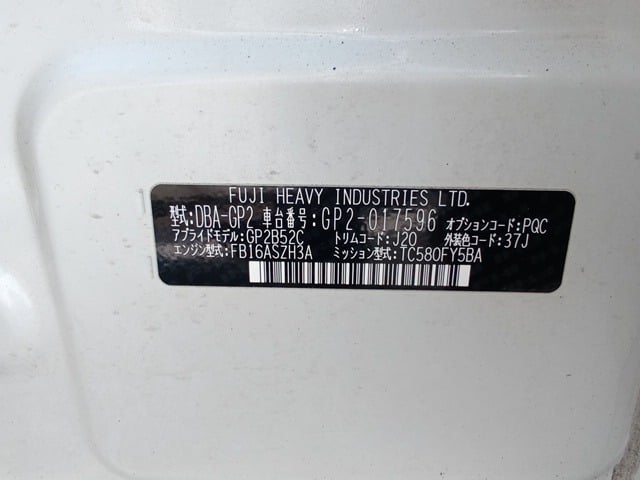 FUJI HEAVY INDUSTRIES LTD.
型式:DBA-GP2 車台番号:GP2-017596 オプションコード:PQC
アプライドモデル:GP2B52C トリムコード:J20 外装色コード:37J
エンジン型式:FB16ASZH3A ミッション型式:TC580FY5BA